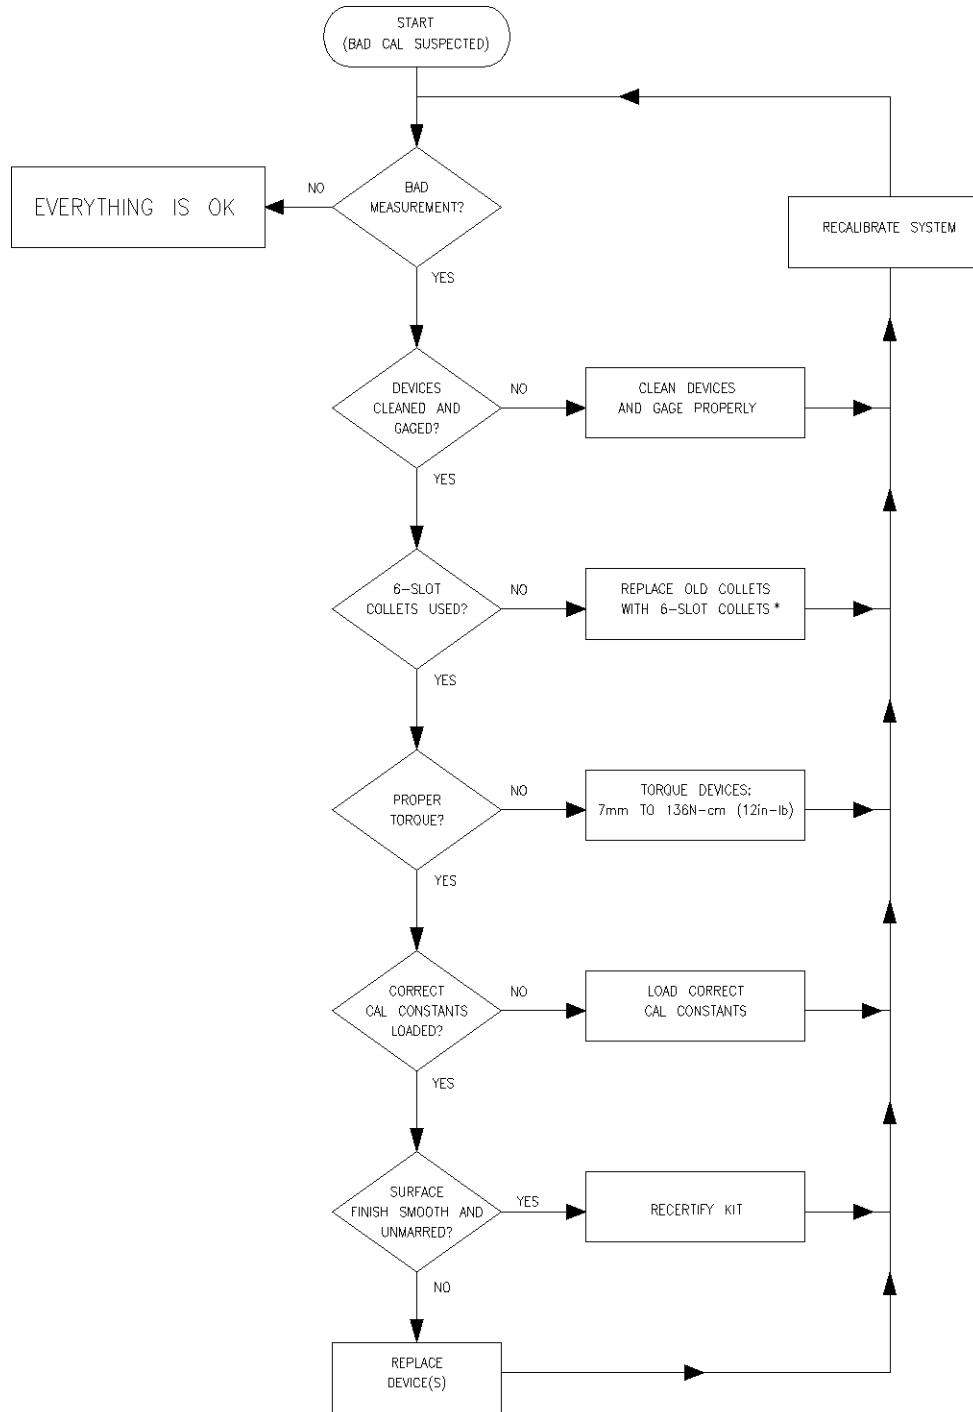 START
(BAD CAL SUSPECTED)
NO
BAD
MEASUREMENT?
EVERYTHING IS OK
RECALIBRATE SYSTEM
YES
DEVICES
CLEANED AND
GAGED?
NO
CLEAN DEVICES
AND GAGE PROPERLY
YES
6-SLOT
COLLETS USED?
NO
REPLACE OLD COLLETS
WITH 6-SLOT COLLETS*
YES
PROPER
TORQUE?
NO
TORQUE DEVICES:
7mm TO 136N-cm (12in-lb)
YES
CORRECT
CAL CONSTANTS
LOADED?
NO
LOAD CORRECT
CAL CONSTANTS
YES
SURFACE
FINISH SMOOTH AND
UNMARRED?
YES
RECERTIFY KIT
NO
REPLACE
DEVICE(S)